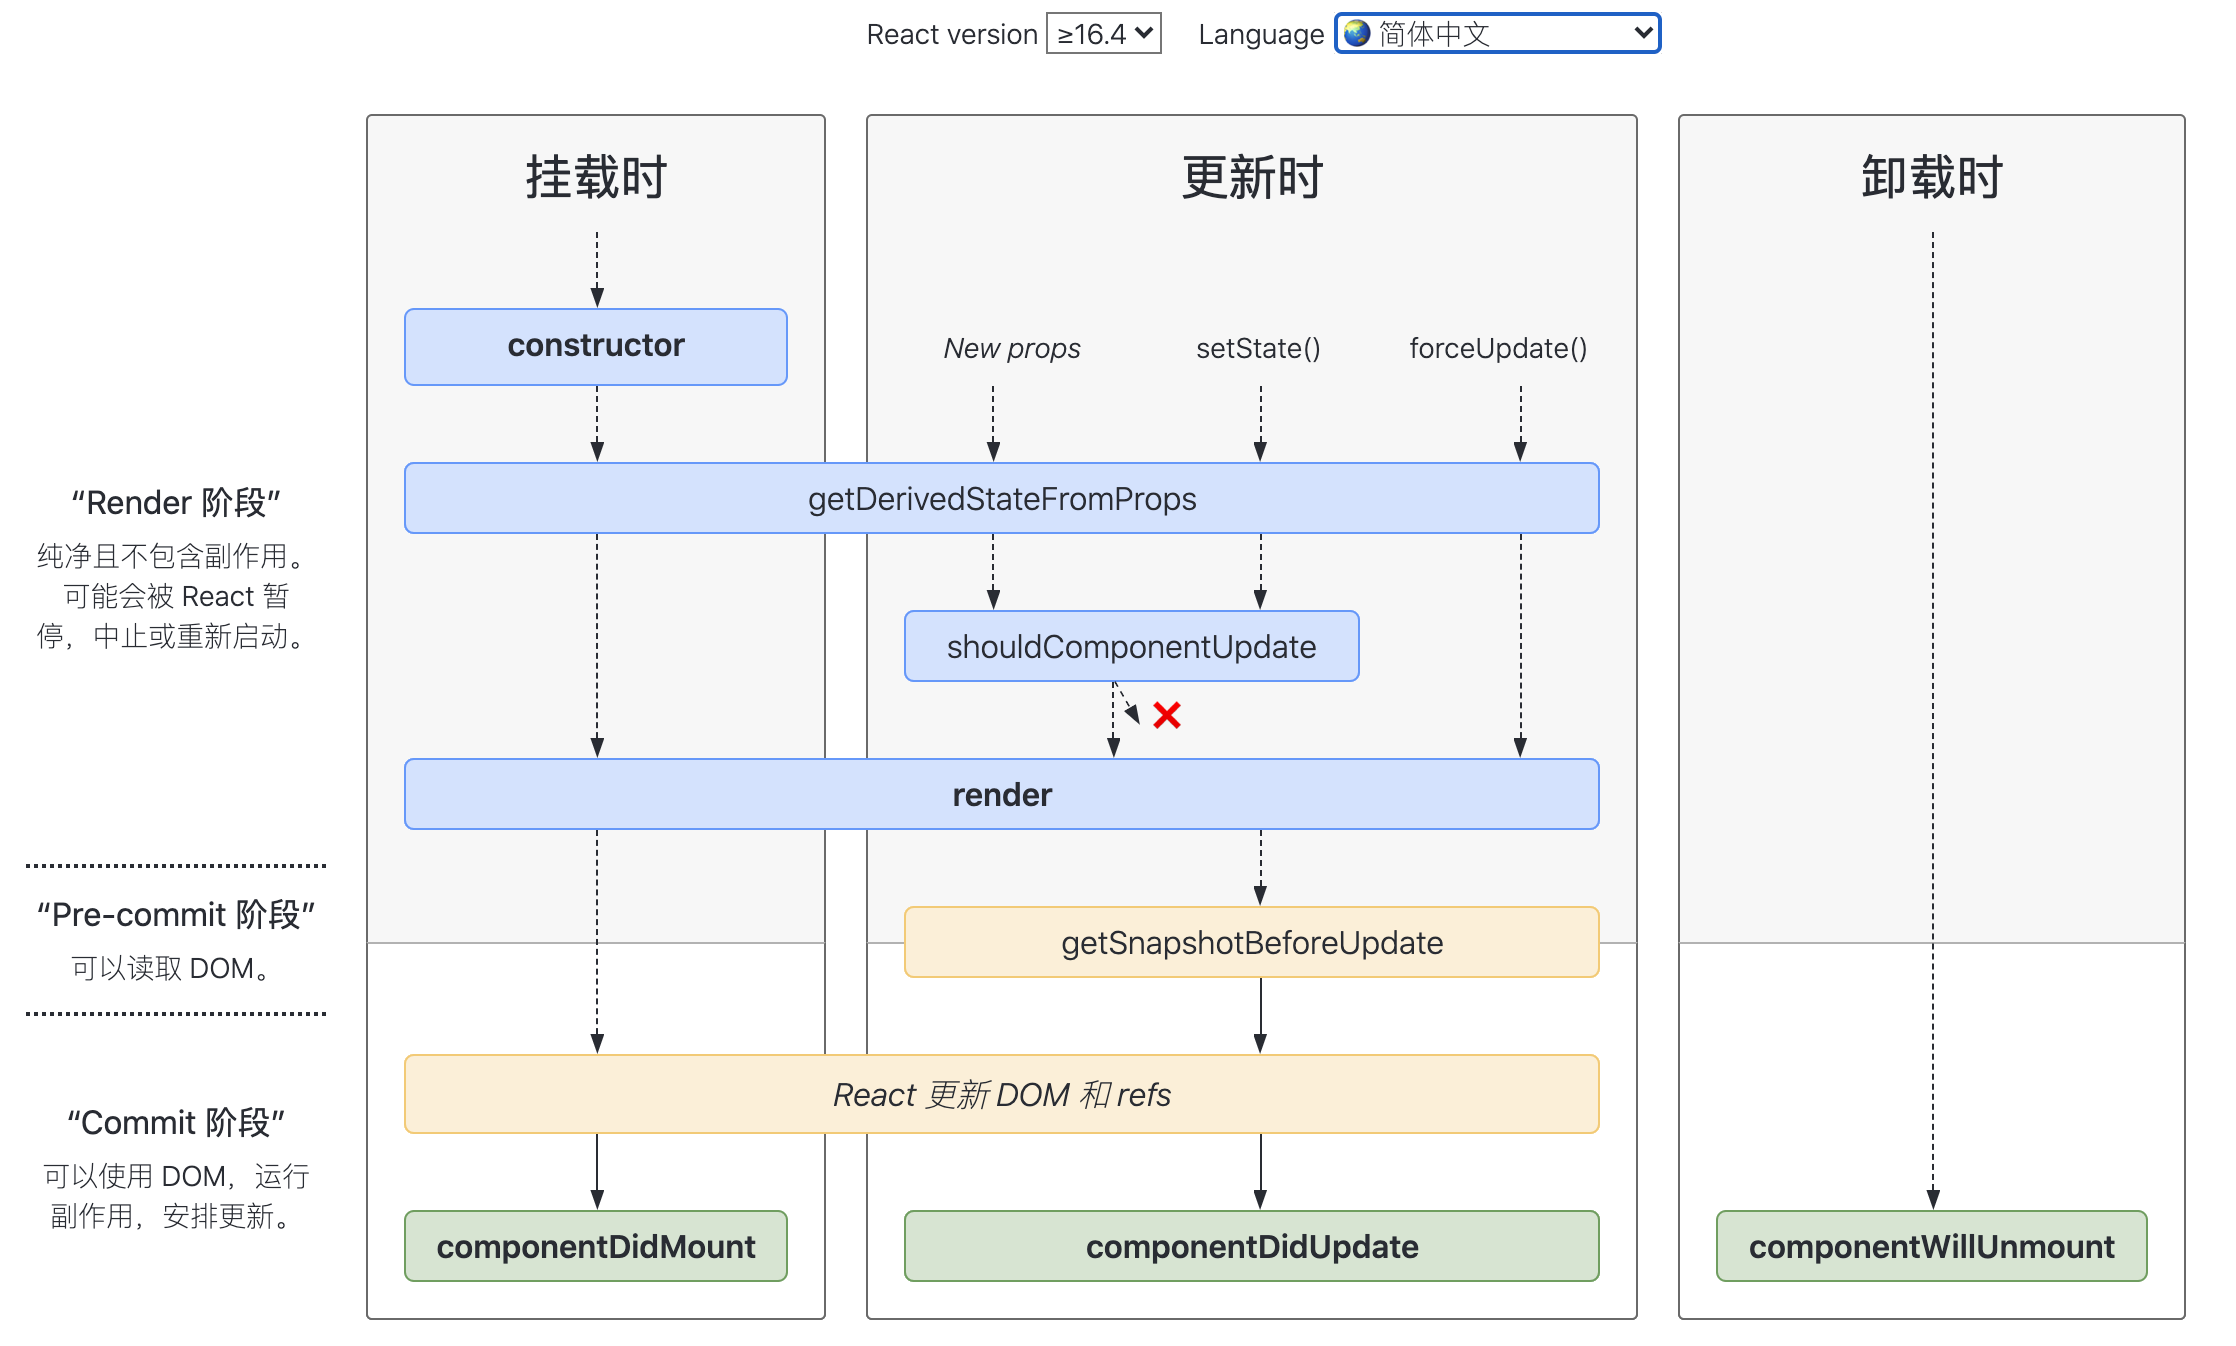 React version ≥16.4 Language 简体中文
挂载时
更新时
卸载时
constructor
New props
setState()
forceUpdate()
“Render 阶段”
纯净且不包含副作用。
可能会被 React 暂
停，中止或重新启动。
getDerivedStateFromProps
shouldComponentUpdate
render
“Pre-commit 阶段”
可以读取 DOM。
getSnapshotBeforeUpdate
“Commit 阶段”
可以使用 DOM，运行
副作用，安排更新。
React 更新 DOM 和 refs
componentDidMount
componentDidUpdate
componentWillUnmount